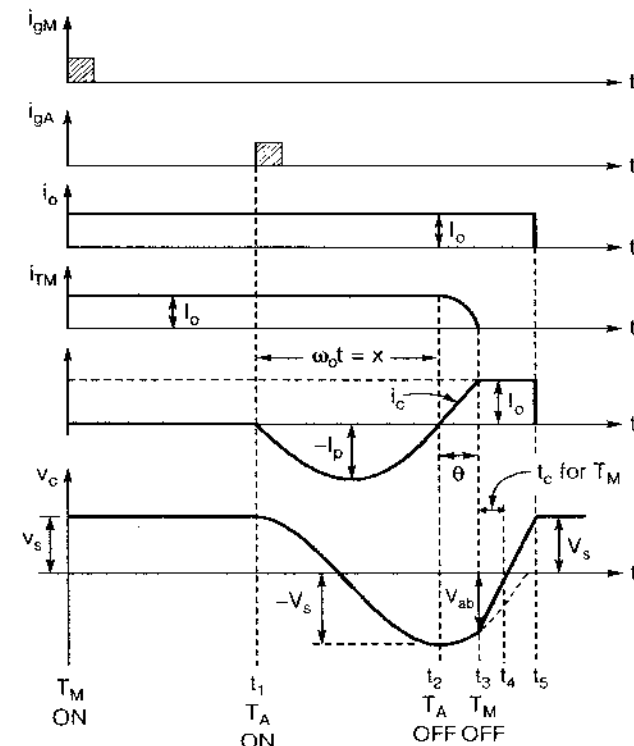 i_gM
t
i_gA
t
i_o
I_o
t
i_TM
I_o
t
ω_o t = x
i_c
I_o
t
−I_p
θ
t_c for T_M
v_c
v_s
V_s
t
−V_s
V_ab
t_1 t_2 t_3 t_4 t_5
T_M T_A T_A T_M
ON ON OFF OFF